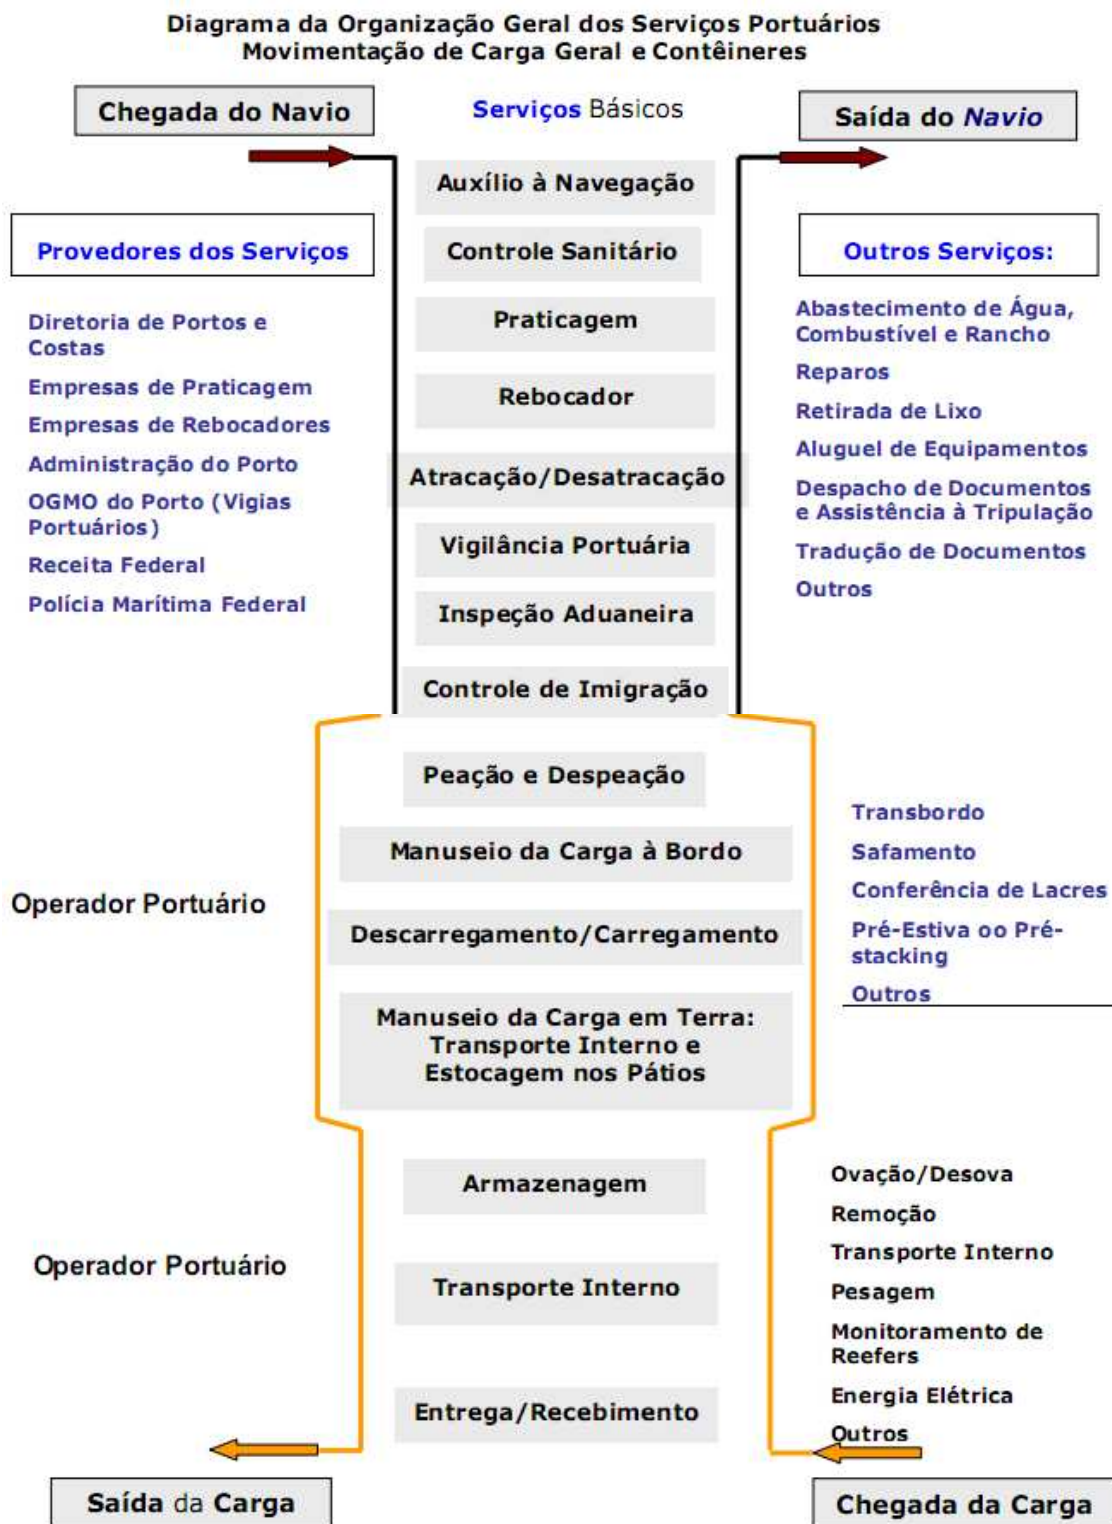 Diagrama da Organização Geral dos Serviços Portuários
Movimentação de Carga Geral e Contêineres
Chegada do Navio
Serviços Básicos
Saída do Navio
Provedores dos Serviços
Diretoria de Portos e
Costas
Empresas de Praticagem
Empresas de Rebocadores
Administração do Porto
OGMO do Porto (Vigias
Portuários)
Receita Federal
Polícia Marítima Federal
Auxílio à Navegação
Controle Sanitário
Praticagem
Rebocador
Atracação/Desatracação
Vigilância Portuária
Inspeção Aduaneira
Controle de Imigração
Outros Serviços:
Abastecimento de Água,
Combustível e Rancho
Reparos
Retirada de Lixo
Aluguel de Equipamentos
Despacho de Documentos
e Assistência à Tripulação
Tradução de Documentos
Outros
Operador Portuário
Peação e Despeação
Manuseio da Carga à Bordo
Descarregamento/Carregamento
Manuseio da Carga em Terra:
Transporte Interno e
Estocagem nos Pátios
Transbordo
Safamento
Conferência de Lacres
Pré-Estiva oo Pré-
stacking
Outros
Operador Portuário
Armazenagem
Transporte Interno
Entrega/Recebimento
Ovação/Desova
Remoção
Transporte Interno
Pesagem
Monitoramento de
Reefers
Energia Elétrica
Outros
Saída da Carga
Chegada da Carga